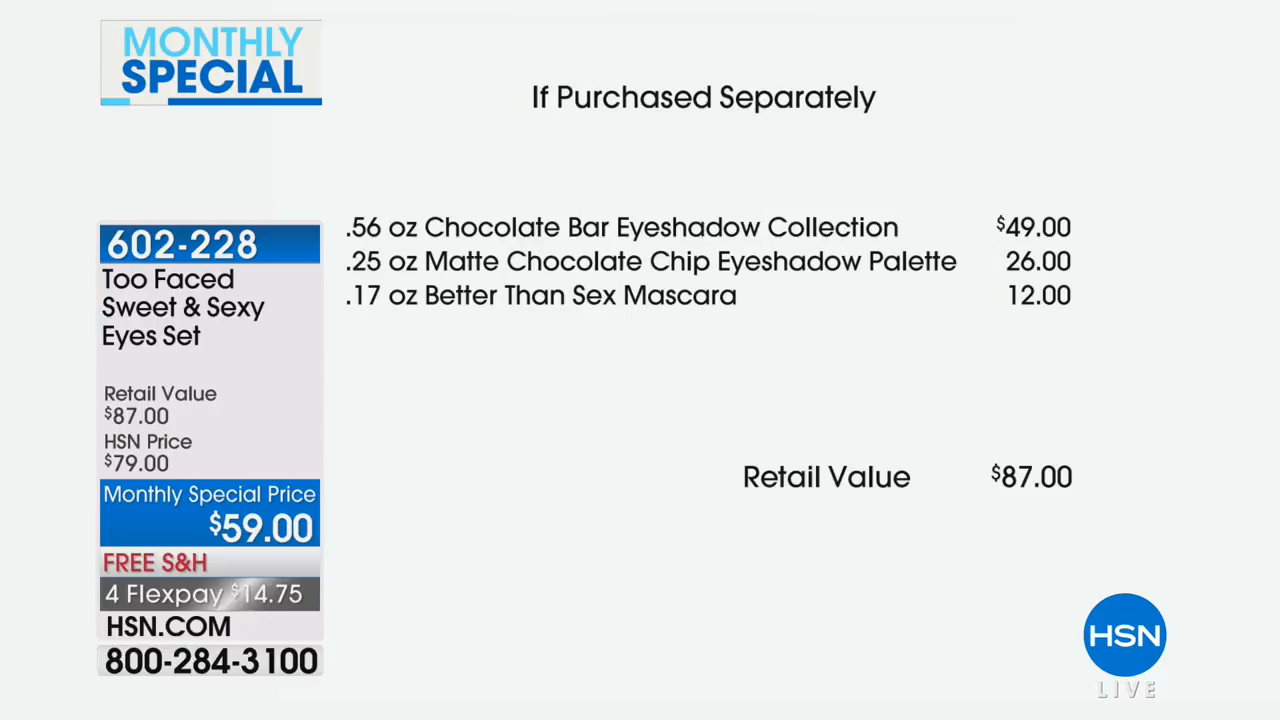 MONTHLY
SPECIAL
If Purchased Separately
.56 oz Chocolate Bar Eyeshadow Collection $49.00
.25 oz Matte Chocolate Chip Eyeshadow Palette 26.00
.17 oz Better Than Sex Mascara 12.00
Retail Value $87.00
602-228
Too Faced
Sweet & Sexy
Eyes Set
Retail Value
$87.00
HSN Price
$79.00
Monthly Special Price
$59.00
FREE S&H
4 Flexpay $14.75
HSN.COM
800-284-3100
HSN
LIVE